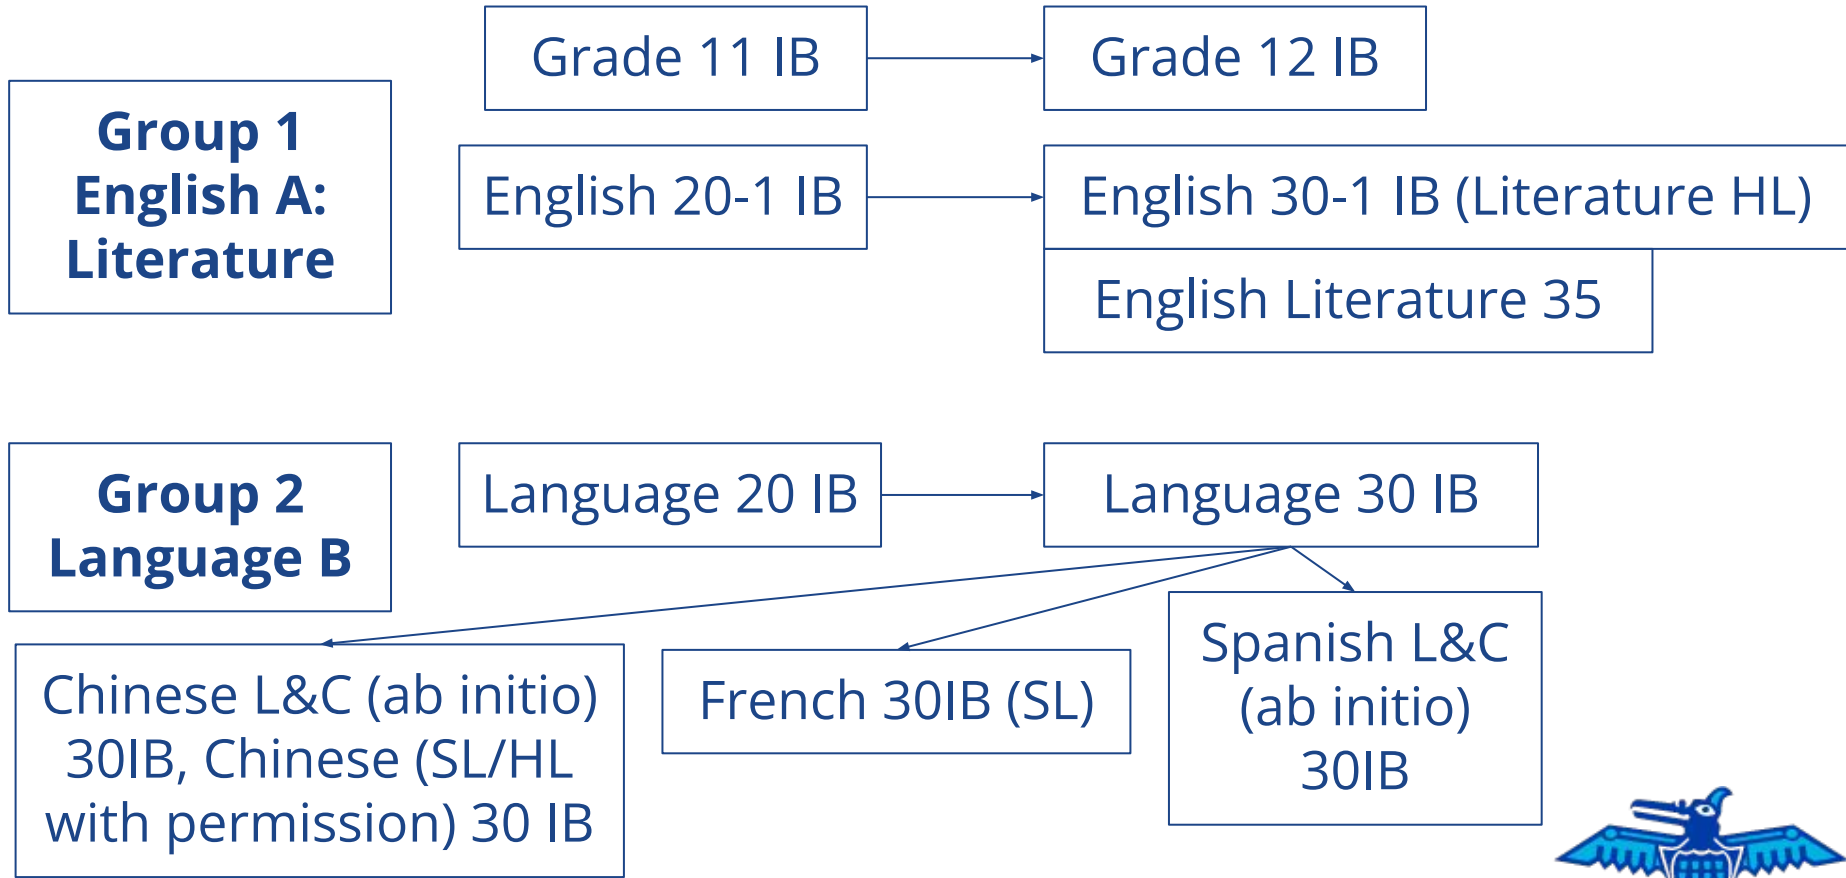 Grade 11 IB
Grade 12 IB
Group 1
English A:
Literature
English 20-1 IB
English 30-1 IB (Literature HL)
English Literature 35
Group 2
Language B
Language 20 IB
Language 30 IB
Chinese L&C (ab initio)
30IB, Chinese (SL/HL
with permission) 30 IB
French 30IB (SL)
Spanish L&C
(ab initio)
30IB